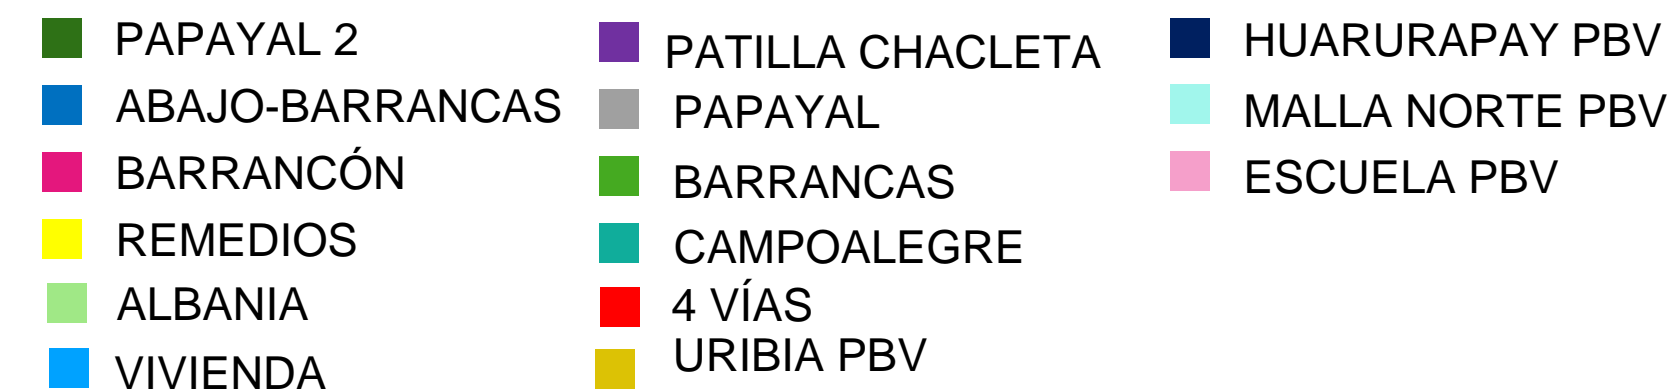 PAPAYAL 2
ABAJO-BARRANCAS
BARRANCÓN
REMEDIOS
ALBANIA
VIVIENDA
PATILLA CHACLETA
PAPAYAL
BARRANCAS
CAMPOALEGRE
4 VÍAS
URIBIA PBV
HUARURAPAY PBV
MALLA NORTE PBV
ESCUELA PBV